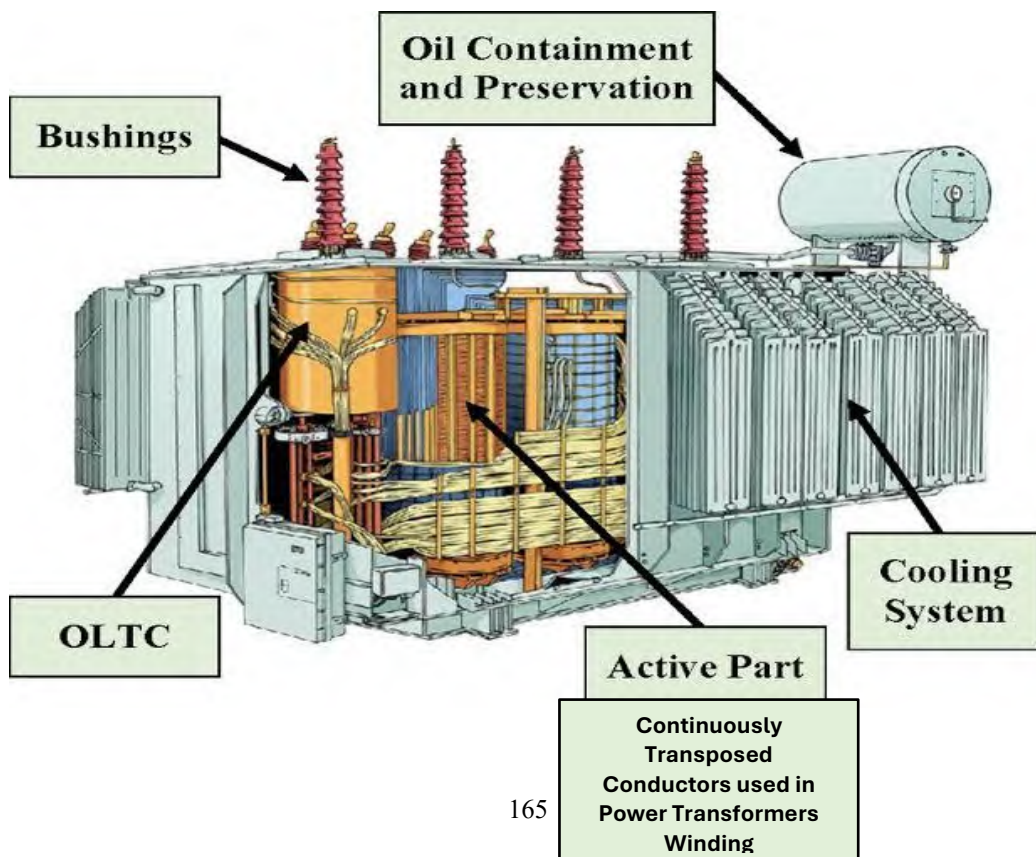 Oil Containment
and Preservation
Bushings
Cooling
System
OLTC
Active Part
Continuously
Transposed
Conductors used in
Power Transformers
Winding
165